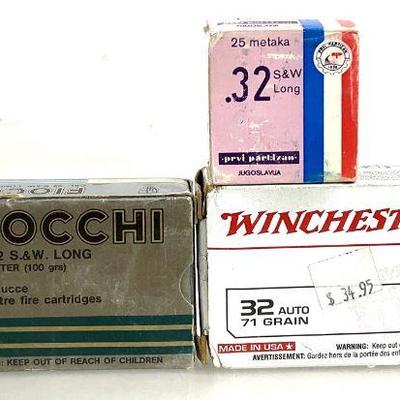 25 metaka
.32 S&W
Long
prvi partizan
JUGOSLAVIJA
OCCHI
2 S.&W. LONG
TTER (100 grs)
ucce
tre fire cartridges
S: KEEP OUT OF REACH OF CHILDREN
WINCHEST
32 AUTO
71 GRAIN
$ 34.95
MADE IN USA
WARNING: Keep out o
AVERTISSEMENT: Gardez hors de la portée des enf